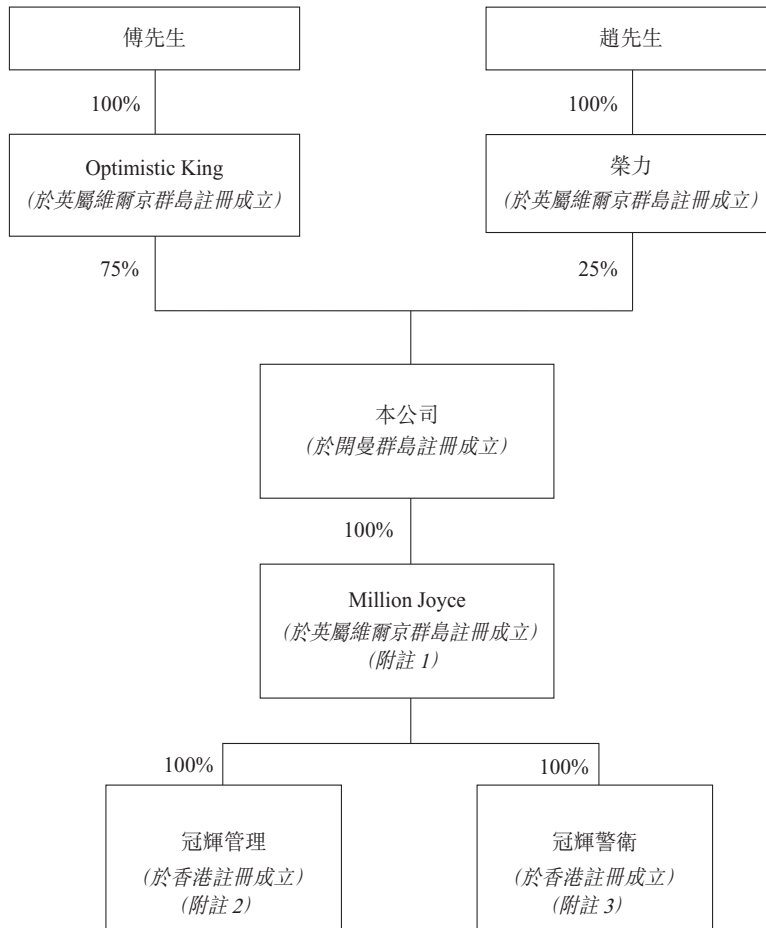 傅先生
趙先生
100%
100%
Optimistic King
(於英屬維爾京群島註冊成立)
榮力
(於英屬維爾京群島註冊成立)
75%
25%
本公司
(於開曼群島註冊成立)
100%
Million Joyce
(於英屬維爾京群島註冊成立)
(附註 1)
100%
100%
冠輝管理
(於香港註冊成立)
(附註 2)
冠輝警衛
(於香港註冊成立)
(附註 3)